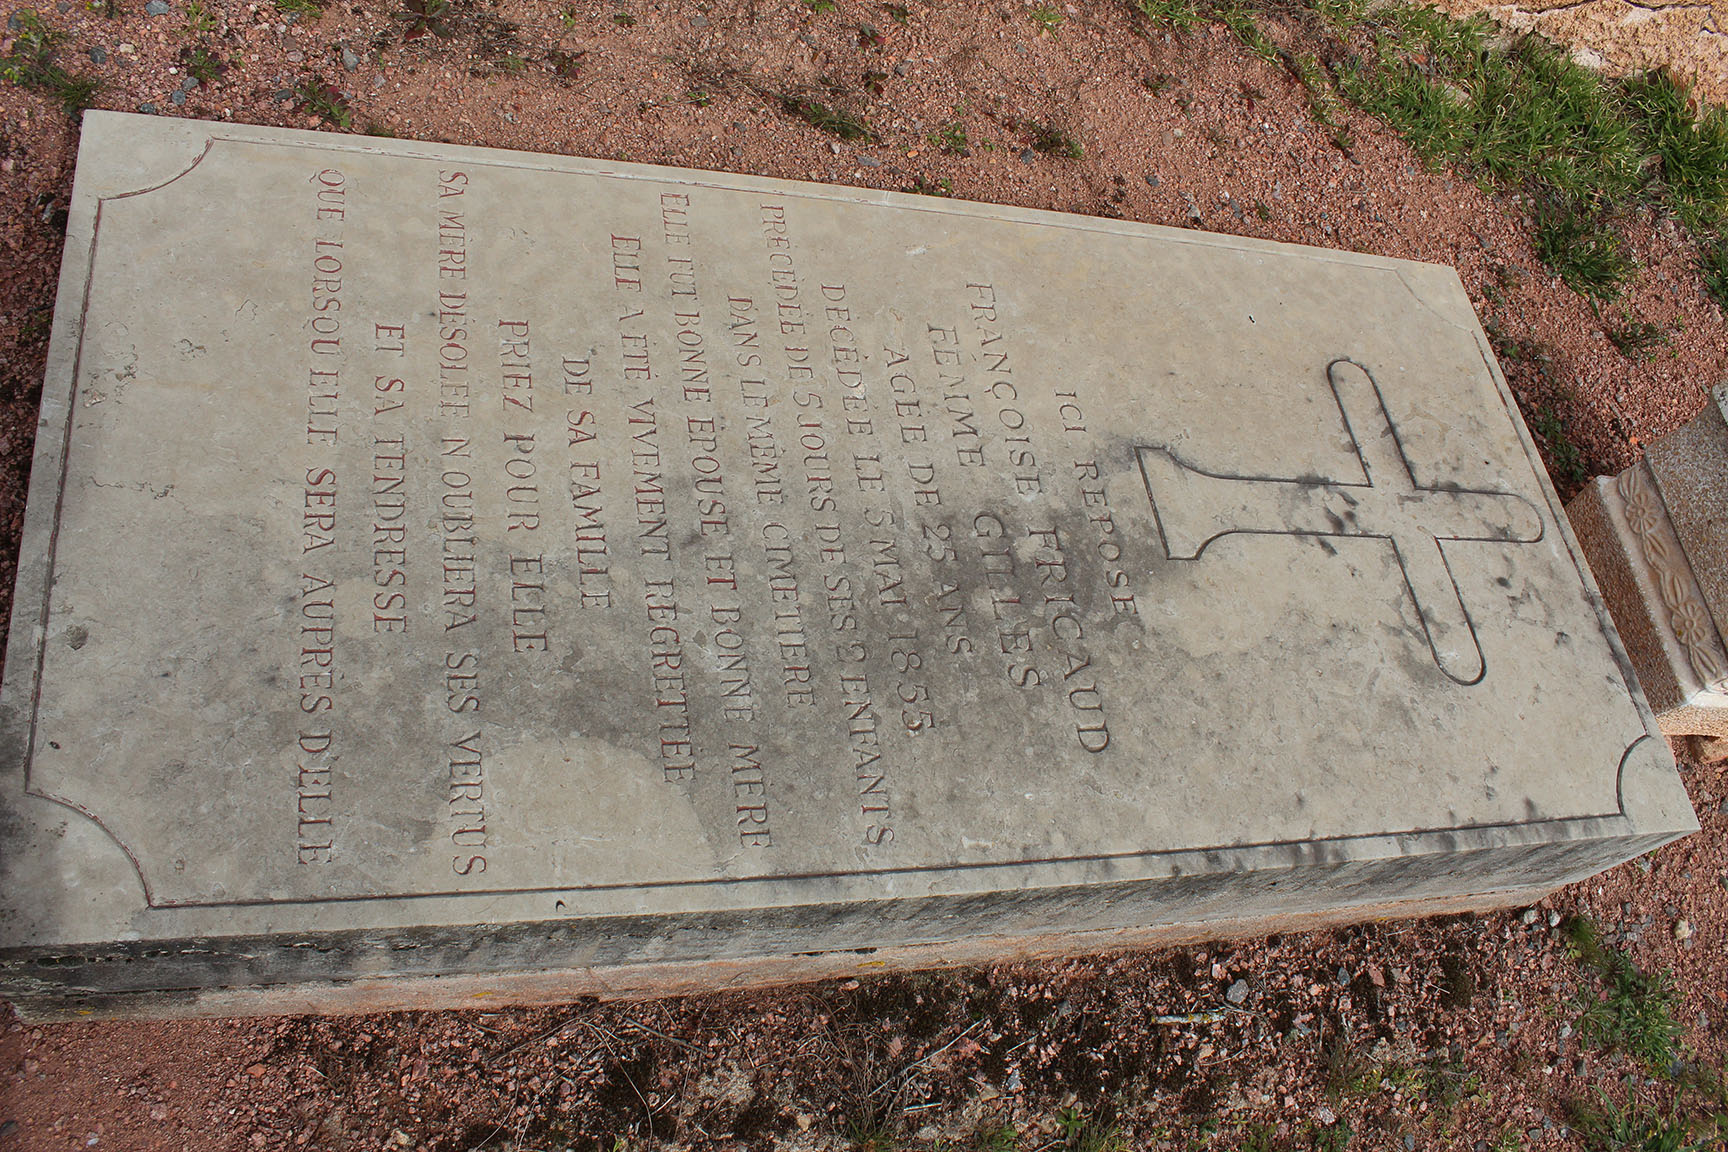 ICI REPOSE
FRANÇOISE FRICAUD
FEMME GILLES
AGÉE DE 25 ANS
DÉCÉDÉE LE 5 MAI 1855
PRÉCÉDÉE DE 5 JOURS DE SES 2 ENFANTS
DANS LE MÊME CIMETIERE
ELLE FUT BONNE ÉPOUSE ET BONNE MÈRE
ELLE A ÉTÉ VIVEMENT REGRETTÉE
DE SA FAMILLE
PRIEZ POUR ELLE
SA MÈRE DÉSOLÉE N'OUBLIERA SES VERTUS
ET SA TENDRESSE
QUE LORSQU'ELLE SERA AUPRÈS D'ELLE